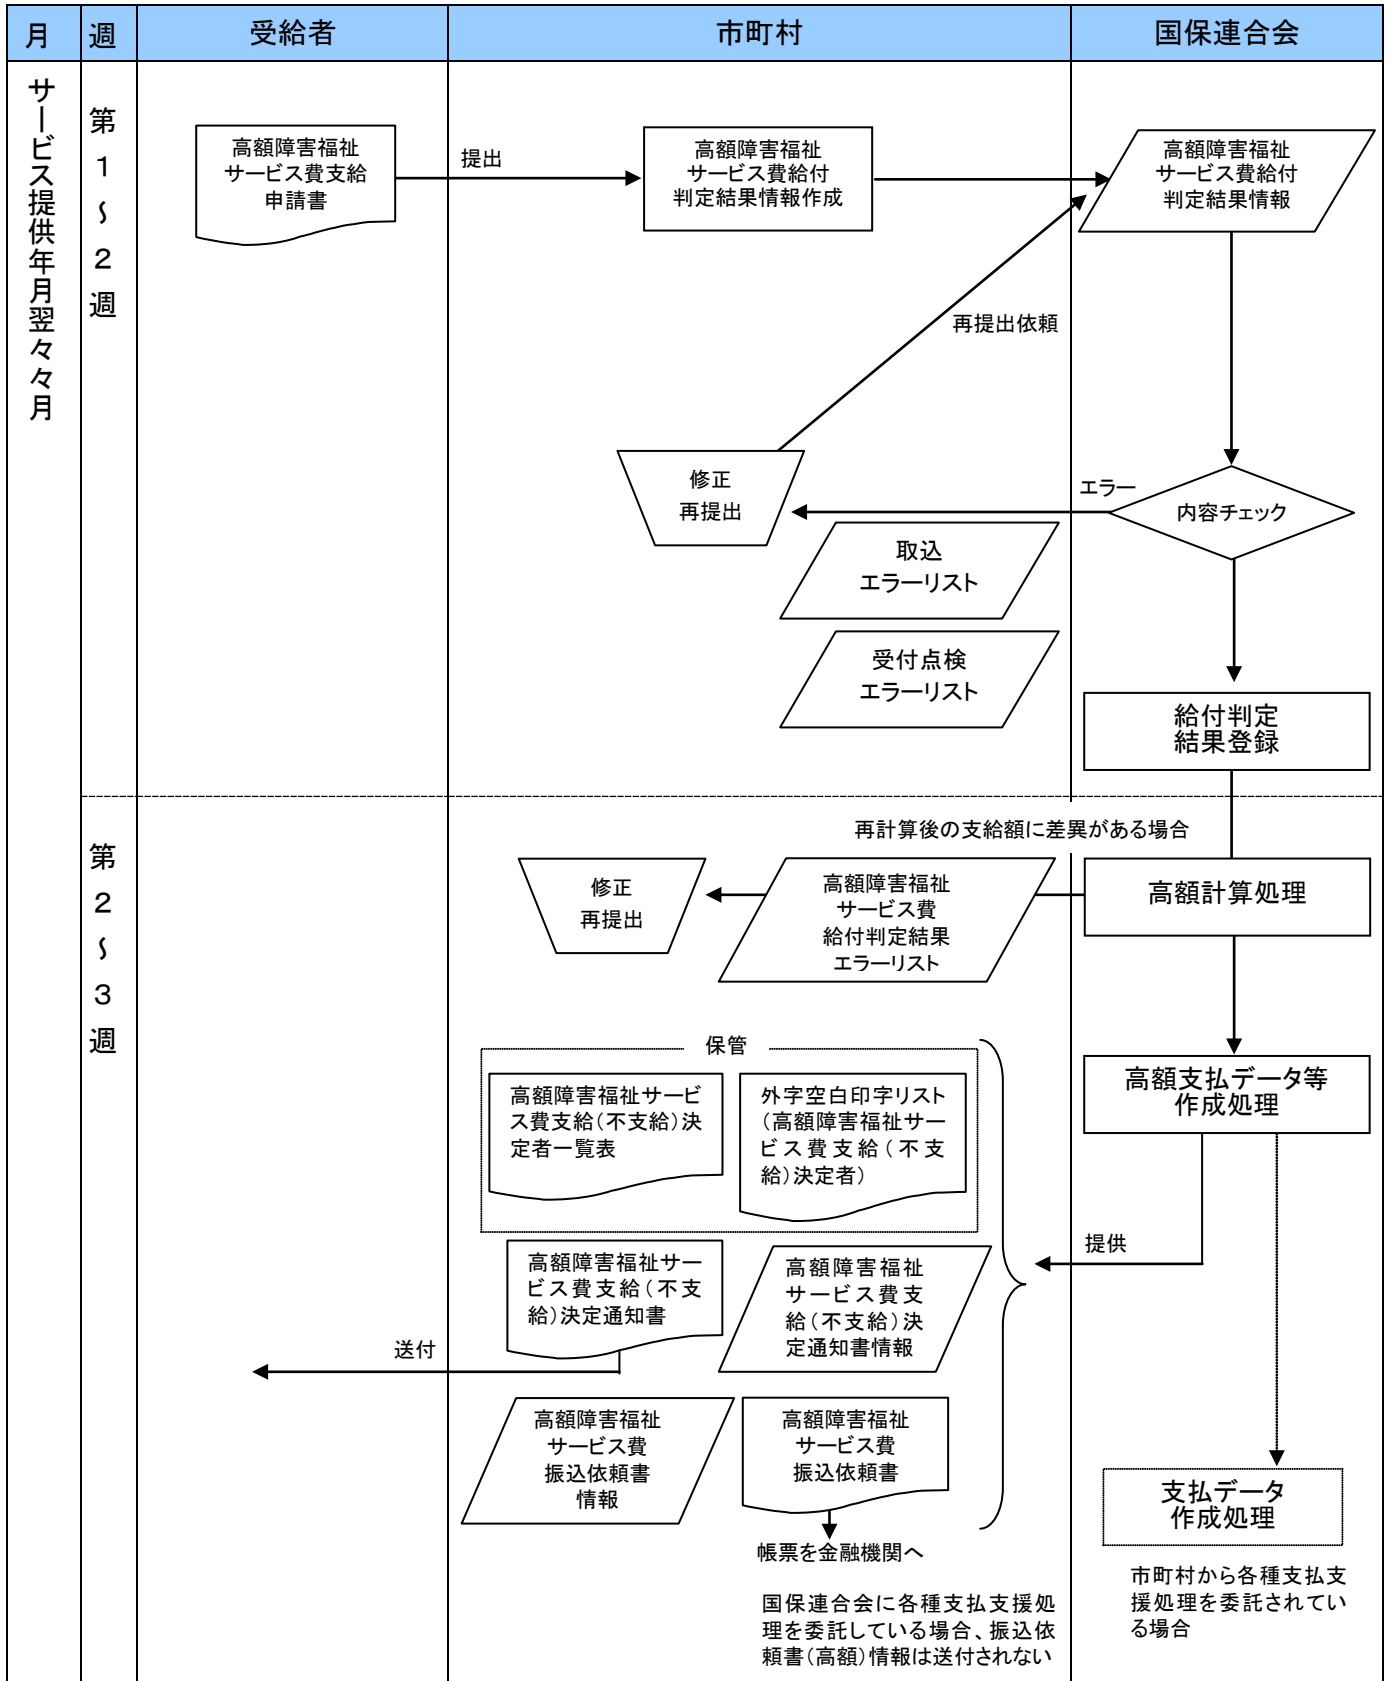 月
週
受給者
市町村
国保連合会
サービス提供年月翌々々月
第1～2週
高額障害福祉
サービス費支給
申請書
提出
高額障害福祉
サービス費給付
判定結果情報作成
高額障害福祉
サービス費給付
判定結果情報
再提出依頼
修正
再提出
エラー
内容チェック
取込
エラーリスト
受付点検
エラーリスト
給付判定
結果登録
第2～3週
再計算後の支給額に差異がある場合
修正
再提出
高額障害福祉
サービス費
給付判定結果
エラーリスト
高額計算処理
保管
高額障害福祉サービ
ス費支給(不支給)決
定者一覧表
外字空白印字リスト
(高額障害福祉サー
ビス費支給(不支
給)決定者)
高額支払データ等
作成処理
提供
高額障害福祉サー
ビス費支給(不支
給)決定通知書
高額障害福祉
サービス費支
給(不支給)決
定通知書情報
送付
高額障害福祉
サービス費
振込依頼書
情報
高額障害福祉
サービス費
振込依頼書
支払データ
作成処理
帳票を金融機関へ
市町村から各種支払支
援処理を委託されてい
る場合
国保連合会に各種支払支援処
理を委託している場合、振込依
頼書(高額)情報は送付されない